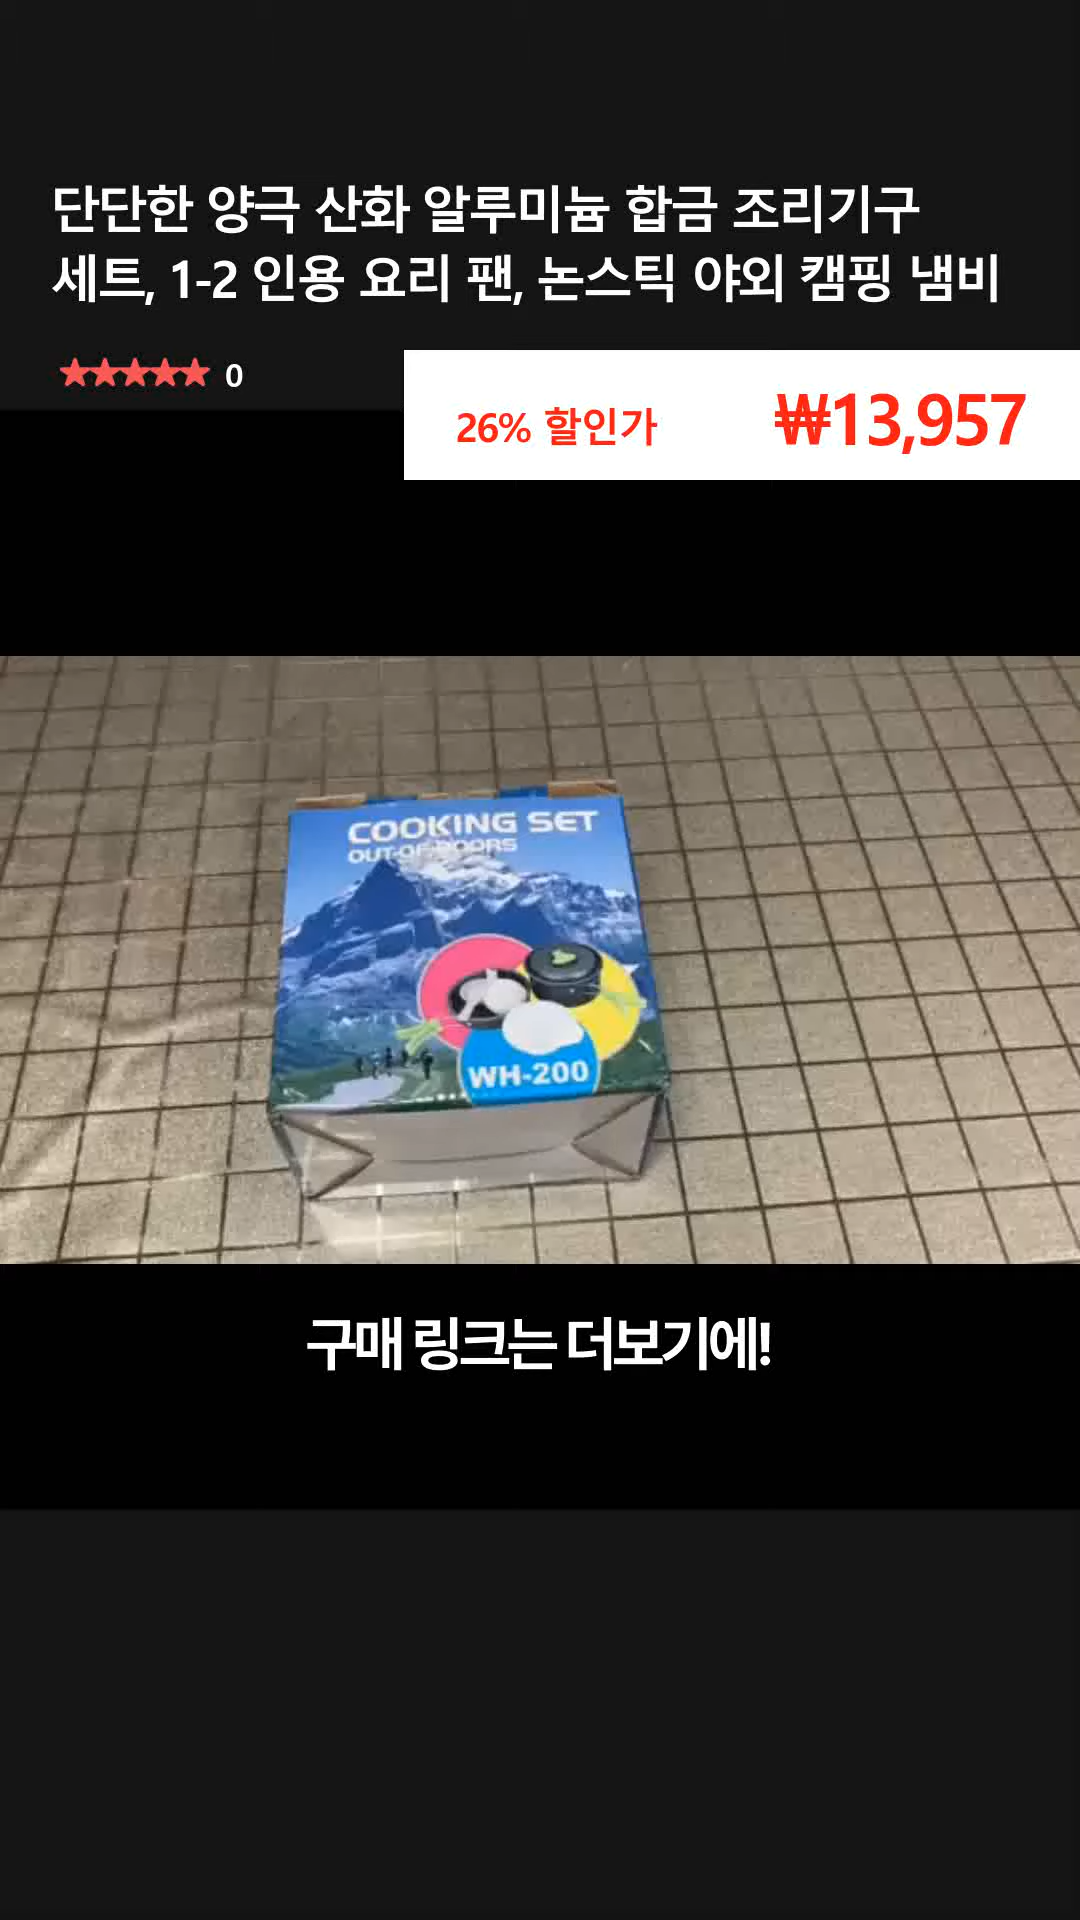 단단한 양극 산화 알루미늄 합금 조리기구
세트, 1-2 인용 요리 팬, 논스틱 야외 캠핑 냄비
★★★★★ 0
26% 할인가 ₩13,957
COOKING SET
OUT-OF-DOORS
WH-200
구매 링크는 더보기에!